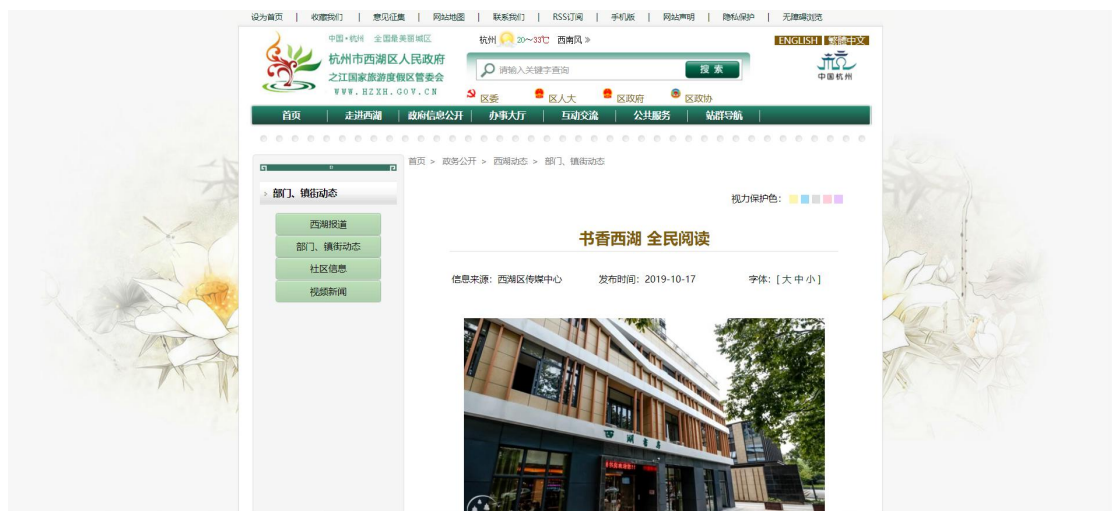 设为首页 | 收藏我们 | 意见征集 | 网站地图 | 联系我们 | RSS订阅 | 手机版 | 网站声明 | 隐私保护 | 无障碍浏览
中国·杭州 全国最美丽城区
杭州市西湖区人民政府
之江国家旅游度假区管委会
WWW.HZXH.GOV.CN
杭州 20~33℃ 西南风 »
ENGLISH 繁體中文
请输入关键字查询
搜 索
中国杭州
区委 区人大 区政府 区政协
首页 | 走进西湖 | 政府信息公开 | 办事大厅 | 互动交流 | 公共服务 | 站群导航 |
首页 > 政务公开 > 西湖动态 > 部门、镇街动态
部门、镇街动态
西湖报道
部门、镇街动态
社区信息
视频新闻
视力保护色：
书香西湖 全民阅读
信息来源：西湖区传媒中心 发布时间：2019-10-17 字体：[ 大 中 小 ]
西湖書房